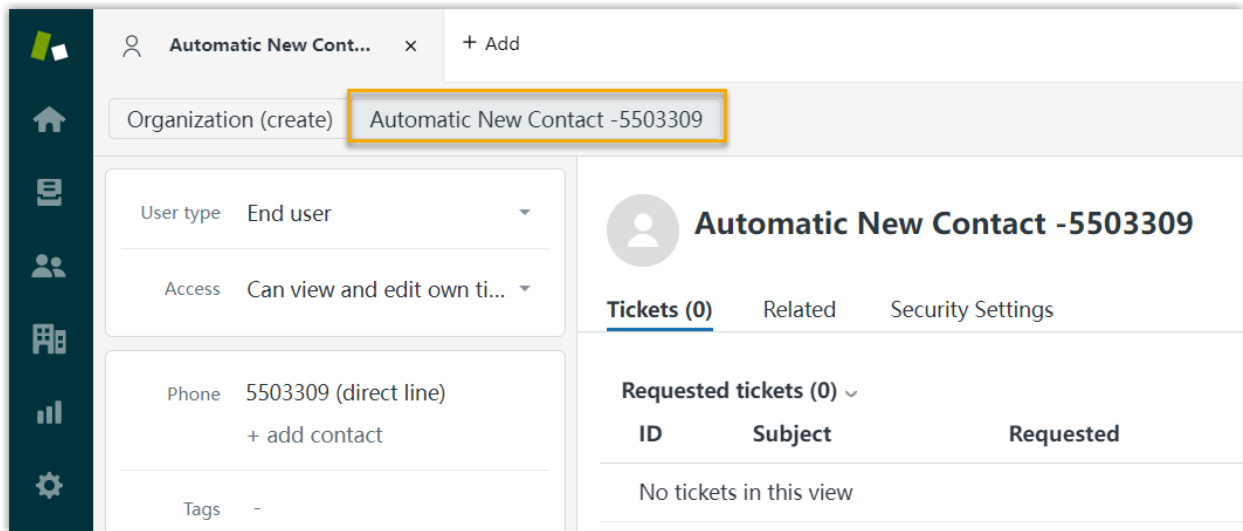 Automatic New Cont... × + Add
Organization (create) Automatic New Contact -5503309
User type End user
Access Can view and edit own ti...
Phone 5503309 (direct line)
+ add contact
Tags -
Automatic New Contact -5503309
Tickets (0) Related Security Settings
Requested tickets (0)
ID Subject Requested
No tickets in this view